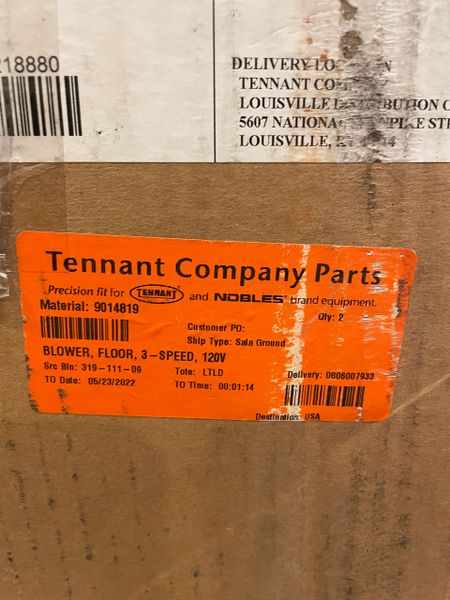 218880
DELIVERY
TENNANT
LOUISVILLE
5607
LOUISVILLE,
Tennant Company Parts
Precision fit for TENNANT and NOBLES brand equipment.
Material: 9014819
Qty: 2
Customer PO:
Ship Type: Saia Ground
BLOWER, FLOOR, 3-SPEED, 120V
Src Bin: 319-111-09
Tote: LTLD
Delivery: 0806007933
TO Date: 05/23/2022
TO Time: 00:01:14
Destination: USA